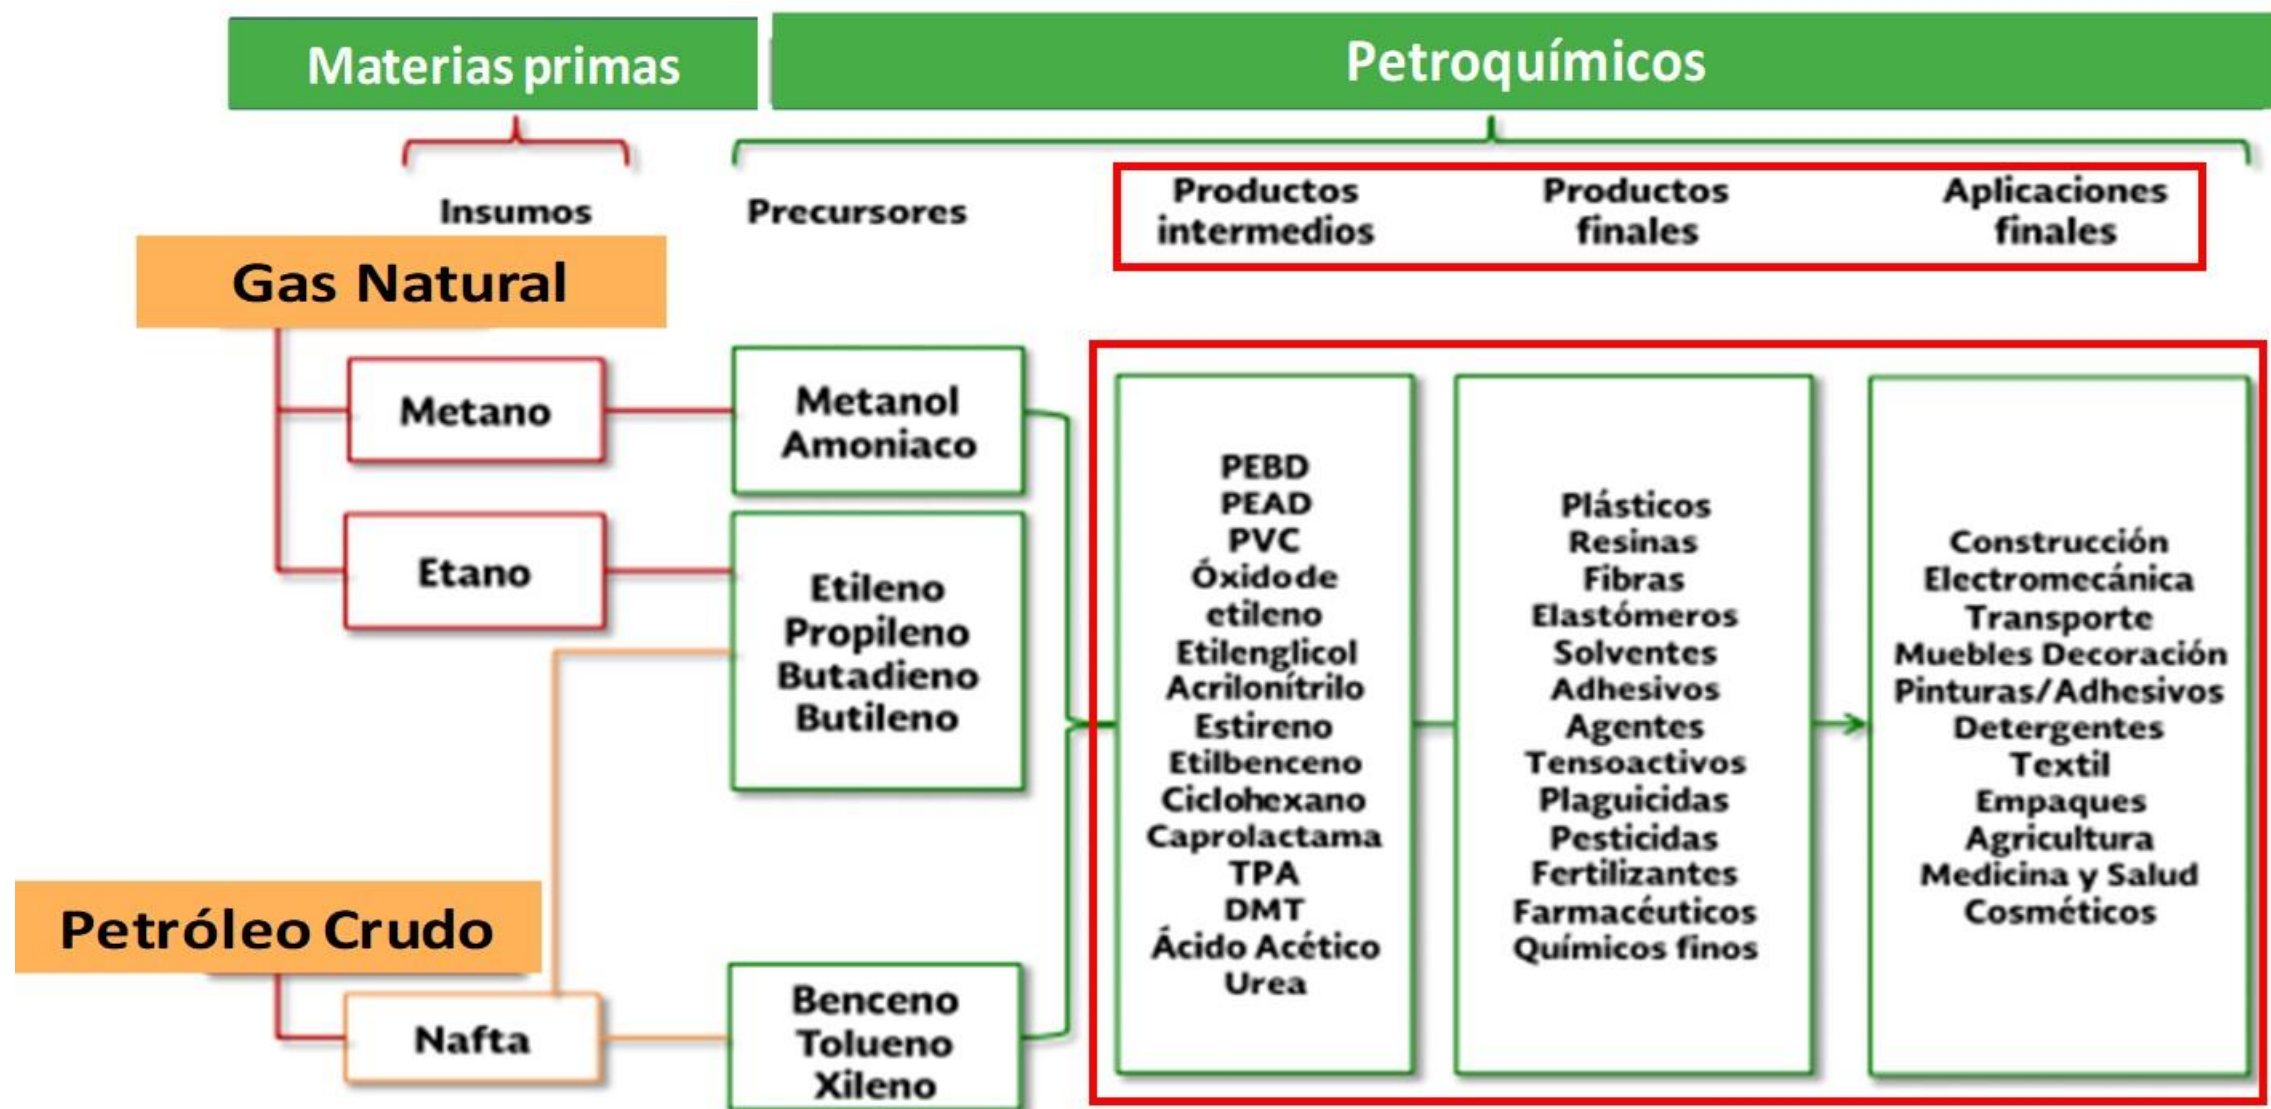 Materias primas
Petroquímicos
Insumos
Precursores
Productos
intermedios
Productos
finales
Aplicaciones
finales
Gas Natural
Metano
Etano
Petróleo Crudo
Nafta
Metanol
Amoniaco
Etileno
Propileno
Butadieno
Butileno
Benceno
Tolueno
Xileno
PEBD
PEAD
PVC
Óxido de
etileno
Etilenglicol
Acrilonítrilo
Estireno
Etilbenceno
Ciclohexano
Caprolactama
TPA
DMT
Ácido Acético
Urea
Plásticos
Resinas
Fibras
Elastómeros
Solventes
Adhesivos
Agentes
Tensoactivos
Plaguicidas
Pesticidas
Fertilizantes
Farmacéuticos
Químicos finos
Construcción
Electromecánica
Transporte
Muebles Decoración
Pinturas/Adhesivos
Detergentes
Textil
Empaques
Agricultura
Medicina y Salud
Cosméticos